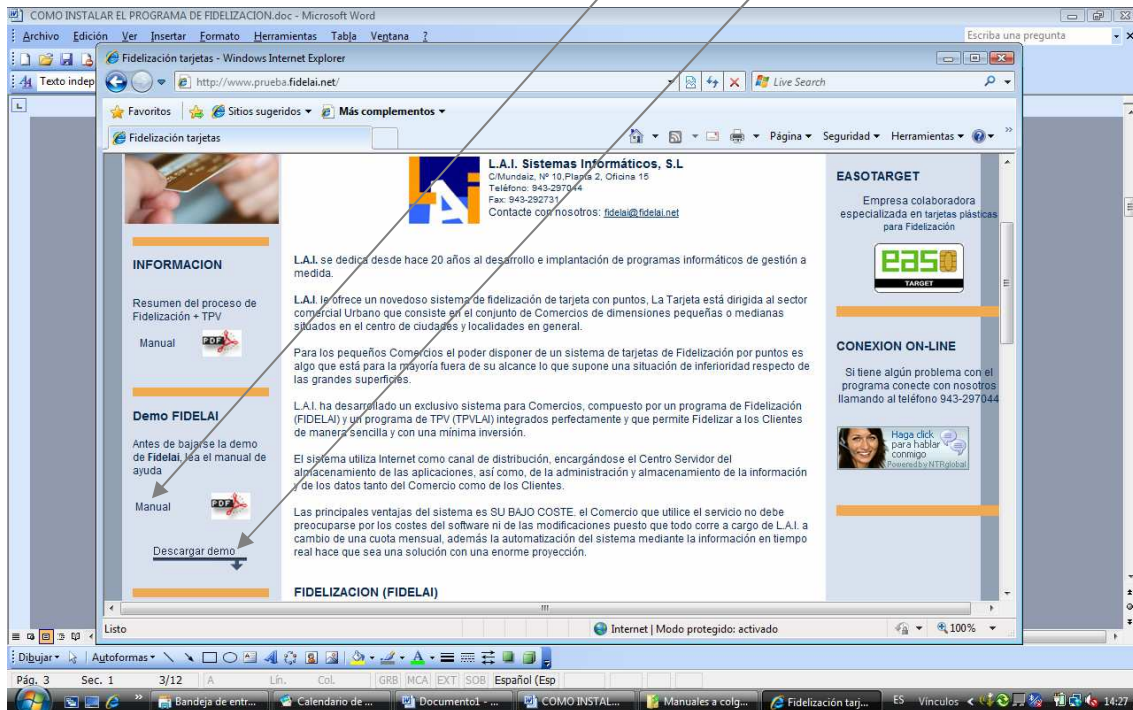 COMO INSTALAR EL PROGRAMA DE FIDELIZACION.doc - Microsoft Word
Archivo Edición Ver Insertar Formato Herramientas Tabla Ventana ?
Escriba una pregunta
Texto indep
Fidelización tarjetas - Windows Internet Explorer
http://www.prueba.fidelai.net/
Live Search
Favoritos Sitios sugeridos Más complementos
Fidelización tarjetas
Página Seguridad Herramientas
INFORMACION
Resumen del proceso de
Fidelización + TPV
Manual PDF
Demo FIDELAI
Antes de bajarse la demo
de Fidelai, lea el manual de
ayuda
Manual PDF
Descargar demo
LAi
L.A.I. Sistemas Informáticos, S.L
C/Mundaiz, Nº 10,Planta 2, Oficina 15
Teléfono: 943-297044
Fax: 943-292731
Contacte con nosotros: fidelai@fidelai.net
L.A.I. se dedica desde hace 20 años al desarrollo e implantación de programas informáticos de gestión a
medida.
L.A.I. le ofrece un novedoso sistema de fidelización de tarjeta con puntos, La Tarjeta está dirigida al sector
comercial Urbano que consiste en el conjunto de Comercios de dimensiones pequeñas o medianas
situados en el centro de ciudades y localidades en general.
Para los pequeños Comercios el poder disponer de un sistema de tarjetas de Fidelización por puntos es
algo que está para la mayoría fuera de su alcance lo que supone una situación de inferioridad respecto de
las grandes superficies.
L.A.I. ha desarrollado un exclusivo sistema para Comercios, compuesto por un programa de Fidelización
(FIDELAI) y un programa de TPV (TPVLAI) integrados perfectamente y que permite Fidelizar a los Clientes
de manera sencilla y con una mínima inversión.
El sistema utiliza Internet como canal de distribución, encargándose el Centro Servidor del
almacenamiento de las aplicaciones, así como, de la administración y almacenamiento de la información
y de los datos tanto del Comercio como de los Clientes.
Las principales ventajas del sistema es SU BAJO COSTE. el Comercio que utilice el servicio no debe
preocuparse por los costes del software ni de las modificaciones puesto que todo corre a cargo de L.A.I. a
cambio de una cuota mensual, además la automatización del sistema mediante la información en tiempo
real hace que sea una solución con una enorme proyección.
FIDELIZACION (FIDELAI)
EASOTARGET
Empresa colaboradora
especializada en tarjetas plásticas
para Fidelización
easo
TARGET
CONEXION ON-LINE
Si tiene algún problema con el
programa conecte con nosotros
llamando al teléfono 943-297044
Haga click
para hablar
conmigo
Powered by NTRglobal
Listo
Internet | Modo protegido: activado
100%
Dibujar Autoformas
Pág. 3 Sec. 1 3/12 A Lín. Col. GRB MCA EXT SOB Español (Esp
Bandeja de entr... Calendario de ... Documento1 - ... COMO INSTAL... Manuales a colg... Fidelización tarj... ES Vínculos 14:27